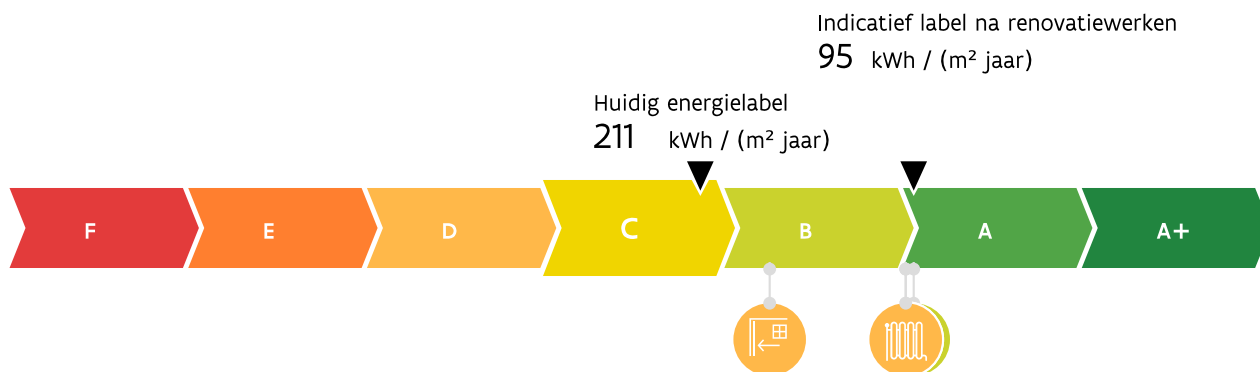 Indicatief label na renovatiewerken
95 kWh / (m² jaar)
Huidig energielabel
211 kWh / (m² jaar)
F E D C B A A+